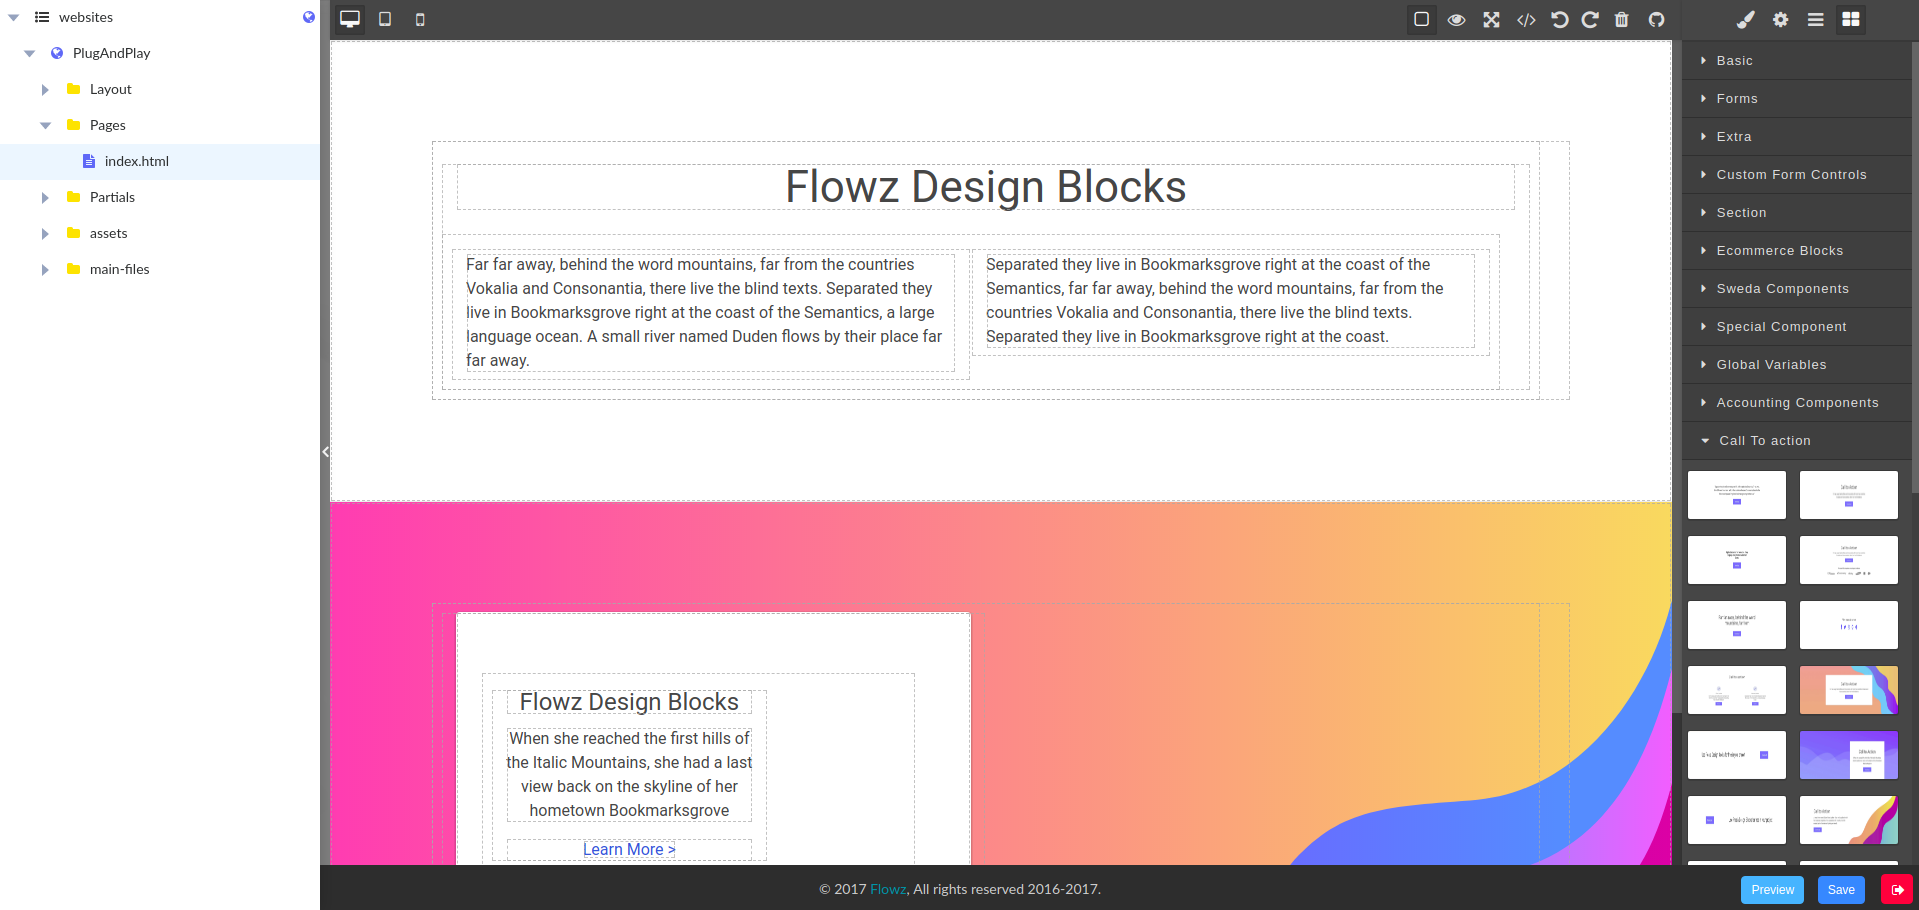 websites
PlugAndPlay
Layout
Pages
index.html
Partials
assets
main-files
Flowz Design Blocks
Far far away, behind the word mountains, far from the countries
Vokalia and Consonantia, there live the blind texts. Separated they
live in Bookmarksgrove right at the coast of the Semantics, a large
language ocean. A small river named Duden flows by their place far
far away.
Separated they live in Bookmarksgrove right at the coast of the
Semantics, far far away, behind the word mountains, far from the
countries Vokalia and Consonantia, there live the blind texts.
Separated they live in Bookmarksgrove right at the coast.
Flowz Design Blocks
When she reached the first hills of
the Italic Mountains, she had a last
view back on the skyline of her
hometown Bookmarksgrove
Learn More >
Basic
Forms
Extra
Custom Form Controls
Section
Ecommerce Blocks
Sweda Components
Special Component
Global Variables
Accounting Components
Call To action
© 2017 Flowz, All rights reserved 2016-2017.
Preview
Save